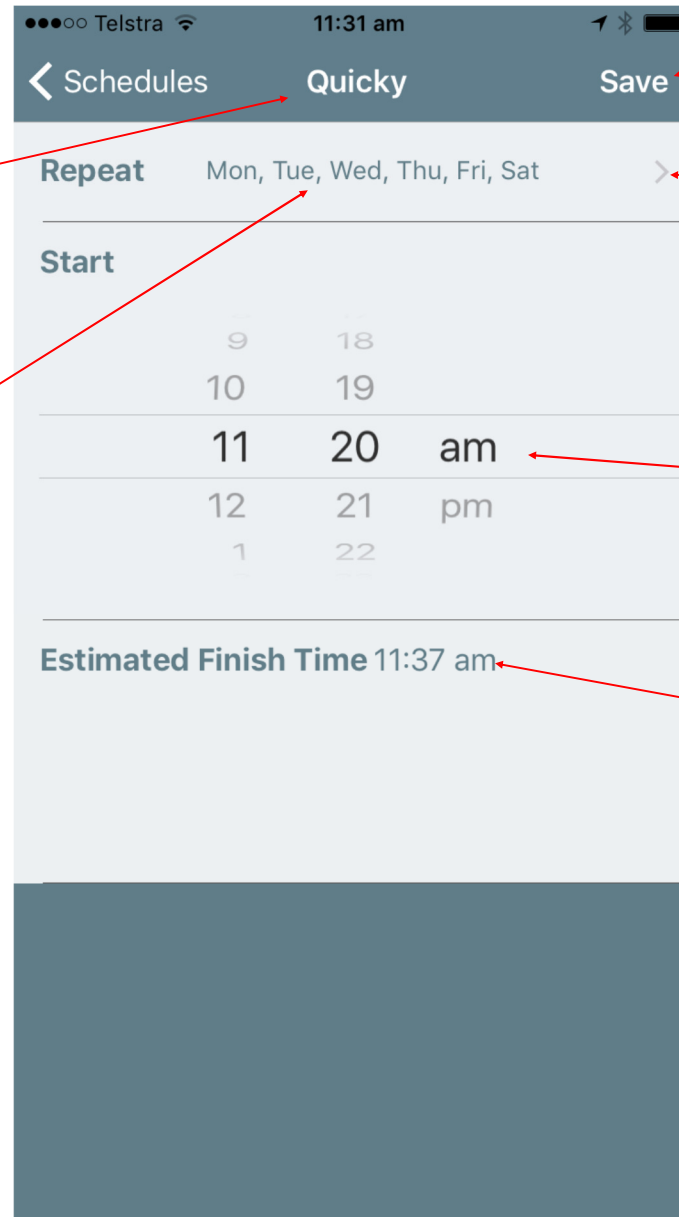 Telstra 11:31 am
Schedules Quicky Save
Repeat Mon, Tue, Wed, Thu, Fri, Sat
Start
9 18
10 19
11 20 am
12 21 pm
1 22
Estimated Finish Time 11:37 am